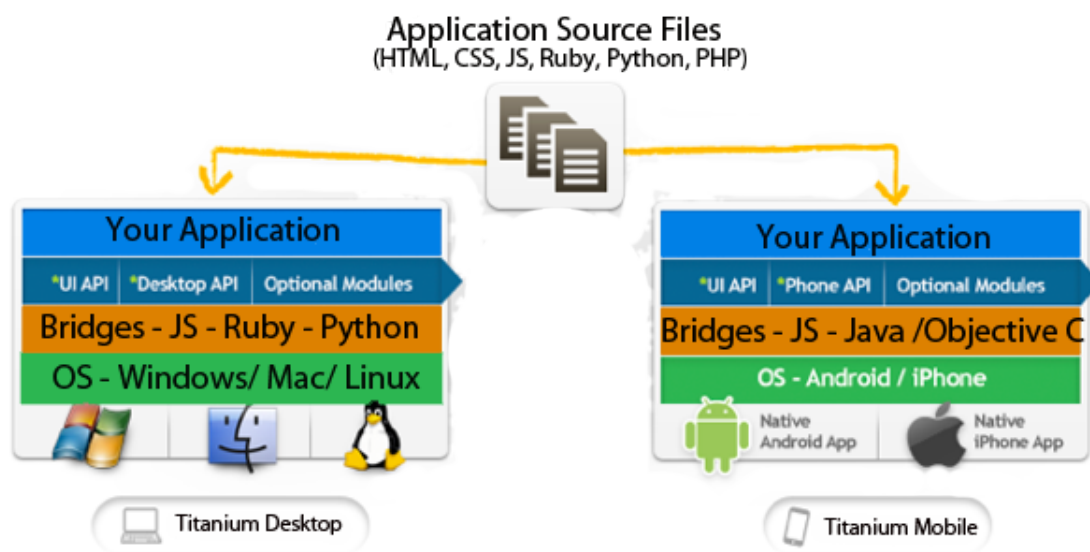 Application Source Files
(HTML, CSS, JS, Ruby, Python, PHP)
Your Application
*UI API *Desktop API Optional Modules
Bridges - JS - Ruby - Python
OS - Windows/ Mac/ Linux
Titanium Desktop
Your Application
*UI API *Phone API Optional Modules
Bridges - JS - Java /Objective C
OS - Android / iPhone
Native
Android App
Native
iPhone App
Titanium Mobile